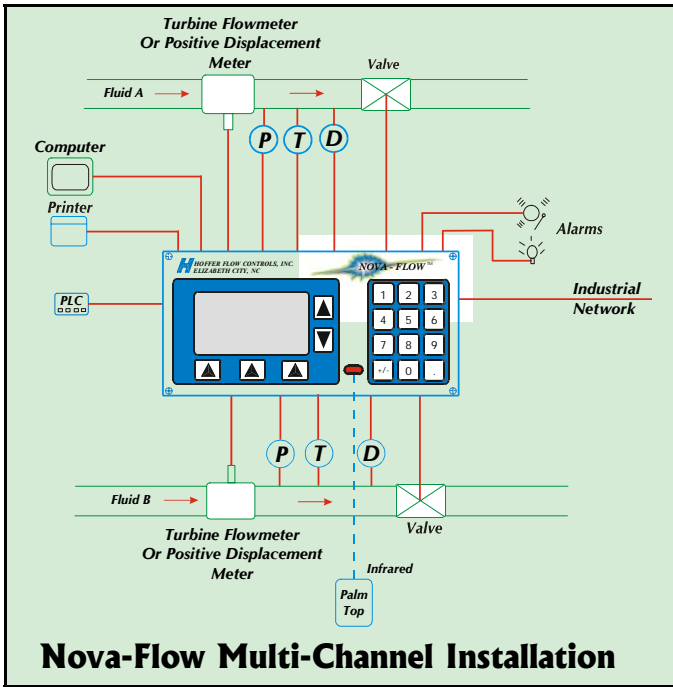 Turbine Flowmeter
Or Positive Displacement
Meter
Valve
Fluid A
P
T
D
Computer
Printer
Alarms
H HOFFER FLOW CONTROLS, INC.
ELIZABETH CITY, NC
NOVA - FLOW™
PLC
1 2 3
4 5 6
7 8 9
+/- 0 .
Industrial
Network
P
T
D
Fluid B
Valve
Turbine Flowmeter
Or Positive Displacement
Meter
Infrared
Palm
Top
Nova-Flow Multi-Channel Installation